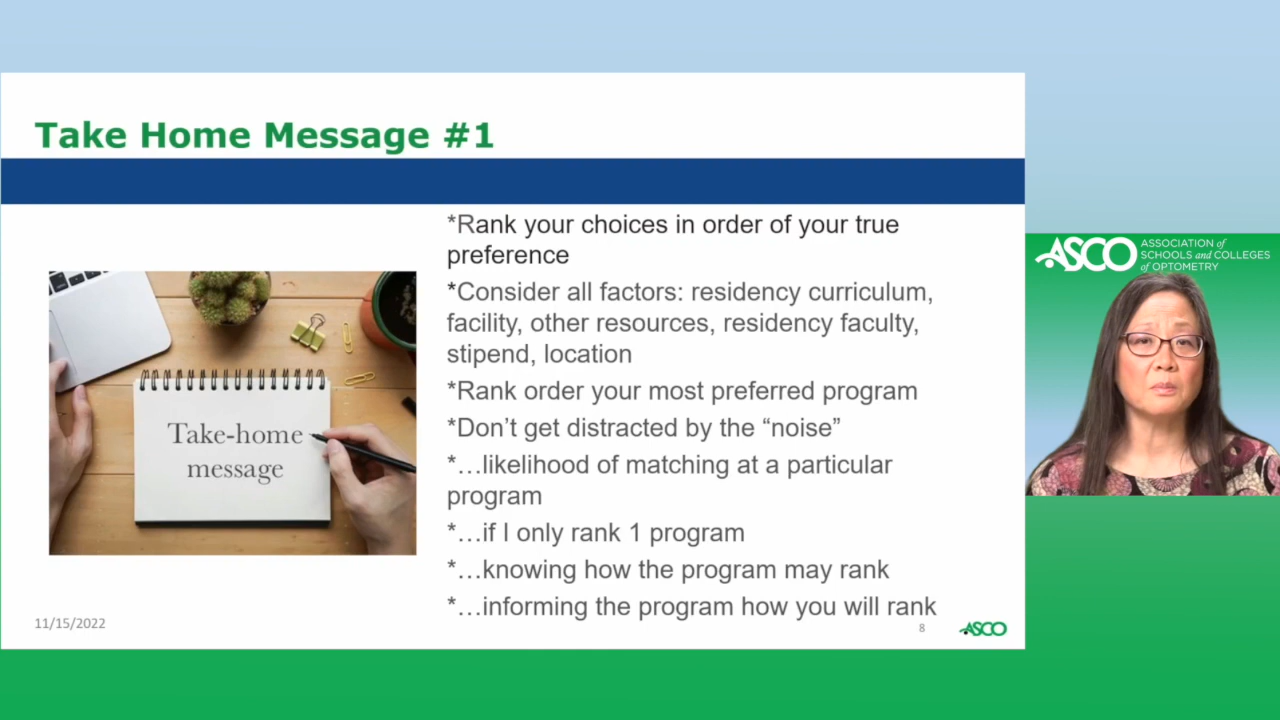 Take Home Message #1
*Rank your choices in order of your true
preference
*Consider all factors: residency curriculum,
facility, other resources, residency faculty,
stipend, location
*Rank order your most preferred program
*Don’t get distracted by the “noise”
*…likelihood of matching at a particular
program
*…if I only rank 1 program
*…knowing how the program may rank
*…informing the program how you will rank
Take-home
message
11/15/2022
8
ASCO
ASCO
ASSOCIATION of
SCHOOLS and COLLEGES
of OPTOMETRY